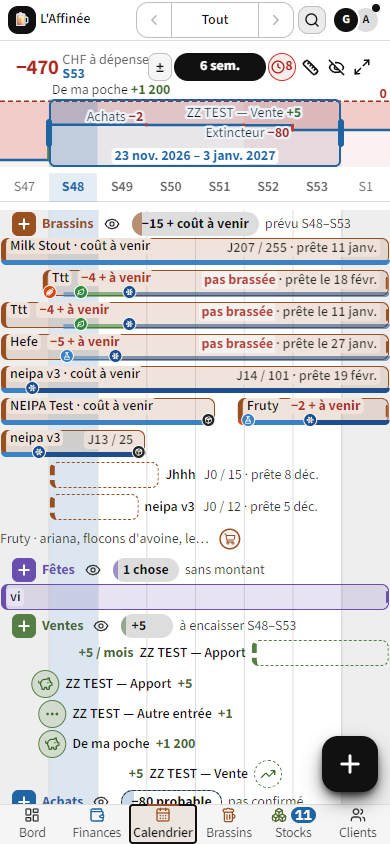 L'Affinée
Tout
G A
−470 CHF à dépenser S53
±
6 sem.
8
De ma poche +1 200
0
Achats −2
ZZ TEST — Vente +5
Extincteur −80
23 nov. 2026 – 3 janv. 2027
S47 S48 S49 S50 S51 S52 S53 S1
Brassins −15 + coût à venir prévu S48–S53
Milk Stout · coût à venir J207 / 255 · prête 11 janv.
Ttt −4 + à venir pas brassée · prête le 18 févr.
Ttt −4 + à venir pas brassée · prête le 11 janv.
Hefe −5 + à venir pas brassée · prête le 27 janv.
neipa v3 · coût à venir J14 / 101 · prête 19 févr.
NEIPA Test · coût à venir Fruty −2 + à venir
neipa v3 J13 / 25
Jhhh J0 / 15 · prête 8 déc.
neipa v3 J0 / 12 · prête 5 déc.
Fruty · ariana, flocons d'avoine, le…
Fêtes 1 chose sans montant
vi
Ventes +5 à encaisser S48–S53
+5 / mois ZZ TEST — Apport
ZZ TEST — Apport +5
ZZ TEST — Autre entrée +1
De ma poche +1 200
+5 ZZ TEST — Vente
Achats −80 probable pas confirmé
11
Bord Finances Calendrier Brassins Stocks Clients